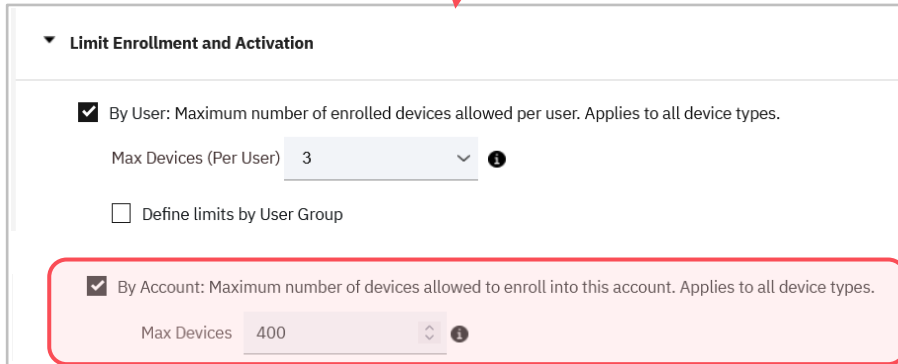 Limit Enrollment and Activation
By User: Maximum number of enrolled devices allowed per user. Applies to all device types.
Max Devices (Per User) 3
Define limits by User Group
By Account: Maximum number of devices allowed to enroll into this account. Applies to all device types.
Max Devices 400